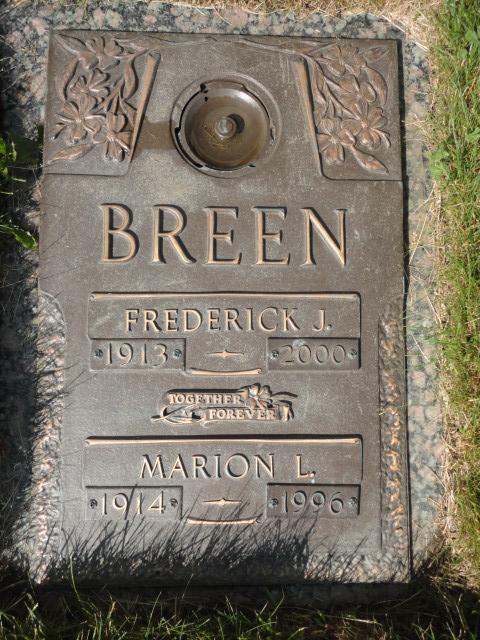 BREEN
FREDERICK J.
1913 2000
TOGETHER
FOREVER
MARION L.
1914 1996